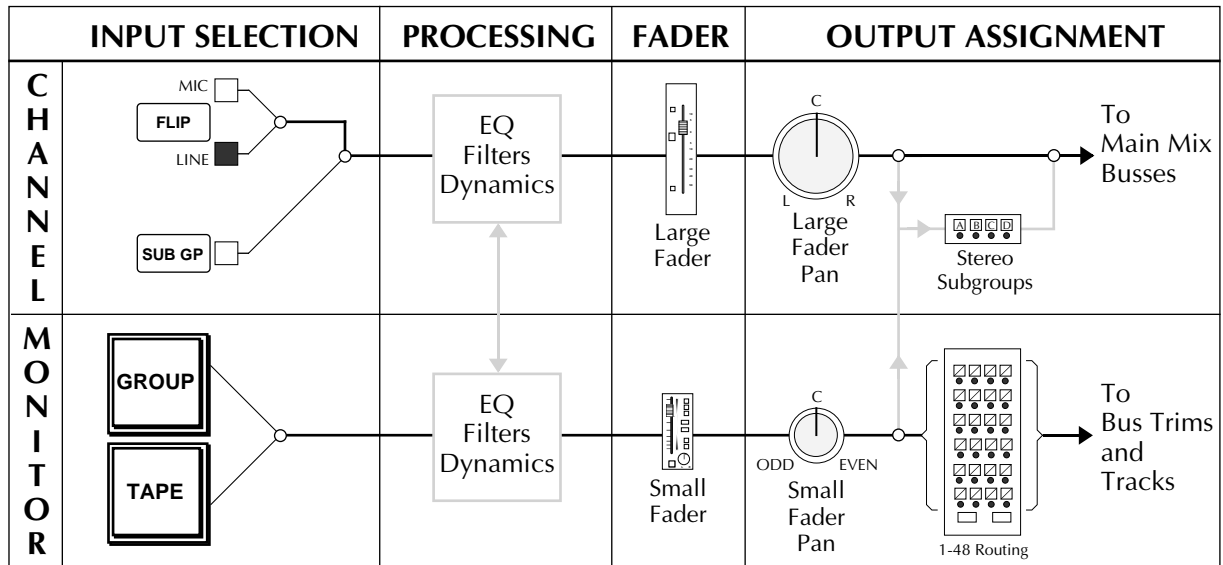 INPUT SELECTION
PROCESSING
FADER
OUTPUT ASSIGNMENT
CHANNEL
MIC
FLIP
LINE
SUB GP
EQ
Filters
Dynamics
Large
Fader
C
L
R
Large
Fader
Pan
A B C D
Stereo
Subgroups
To
Main Mix
Busses
MONITOR
GROUP
TAPE
EQ
Filters
Dynamics
Small
Fader
C
ODD
EVEN
Small
Fader
Pan
1-48 Routing
To
Bus Trims
and
Tracks